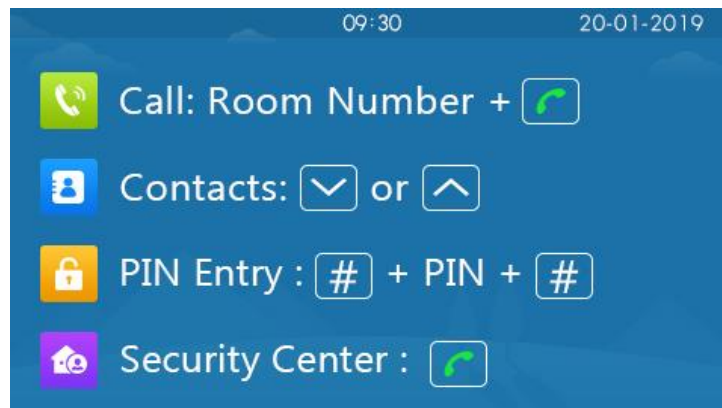 09:30 20-01-2019
Call: Room Number +
Contacts: or
PIN Entry : # + PIN + #
Security Center :